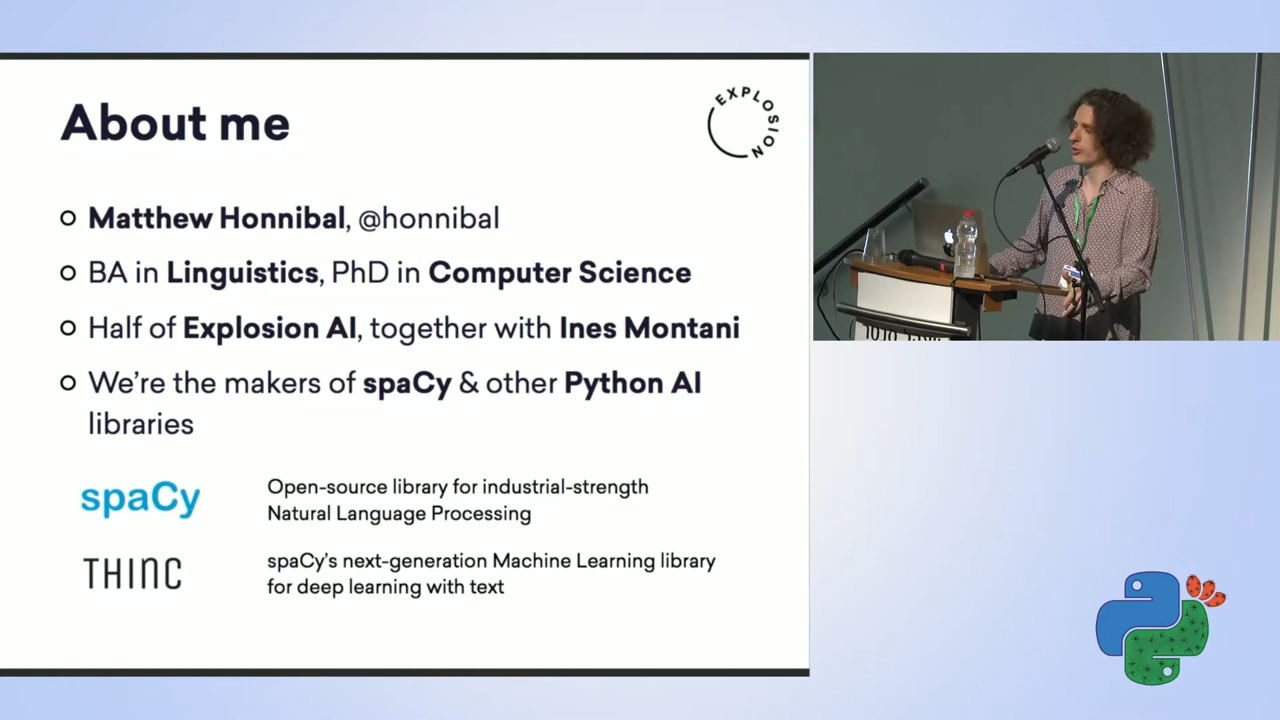 About me
EXPLOSION
Matthew Honnibal, @honnibal
BA in Linguistics, PhD in Computer Science
Half of Explosion AI, together with Ines Montani
We're the makers of spaCy & other Python AI
libraries
spaCy
Open-source library for industrial-strength
Natural Language Processing
THINC
spaCy's next-generation Machine Learning library
for deep learning with text